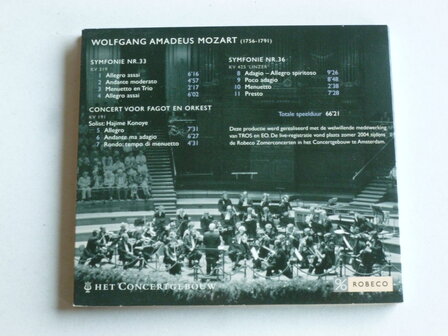 WOLFGANG AMADEUS MOZART (1756-1791)
SYMFONIE NR.33
KV 319
1 Allegro assai 6'16
2 Andante moderato 4'57
3 Menuetto en Trio 2'17
4 Allegro assai 6'02
CONCERT VOOR FAGOT EN ORKEST
KV 191
Solist: Hajime Konoye
5 Allegro 7'31
6 Andante ma adagio 6'27
7 Rondo: tempo di menuetto 4'31
SYMFONIE NR.36
KV 425 'LINZER'
8 Adagio – Allegro spiritoso 9'26
9 Poco adagio 8'48
10 Menuetto 2'38
11 Presto 7'28
Totale speelduur 66'21
Deze productie werd gerealiseerd met de welwillende medewerking
van TROS en EO. De live-registratie vond plaats zomer 2004 tijdens
de Robeco Zomerconcerten in het Concertgebouw te Amsterdam.
HET CONCERTGEBOUW
ROBECO